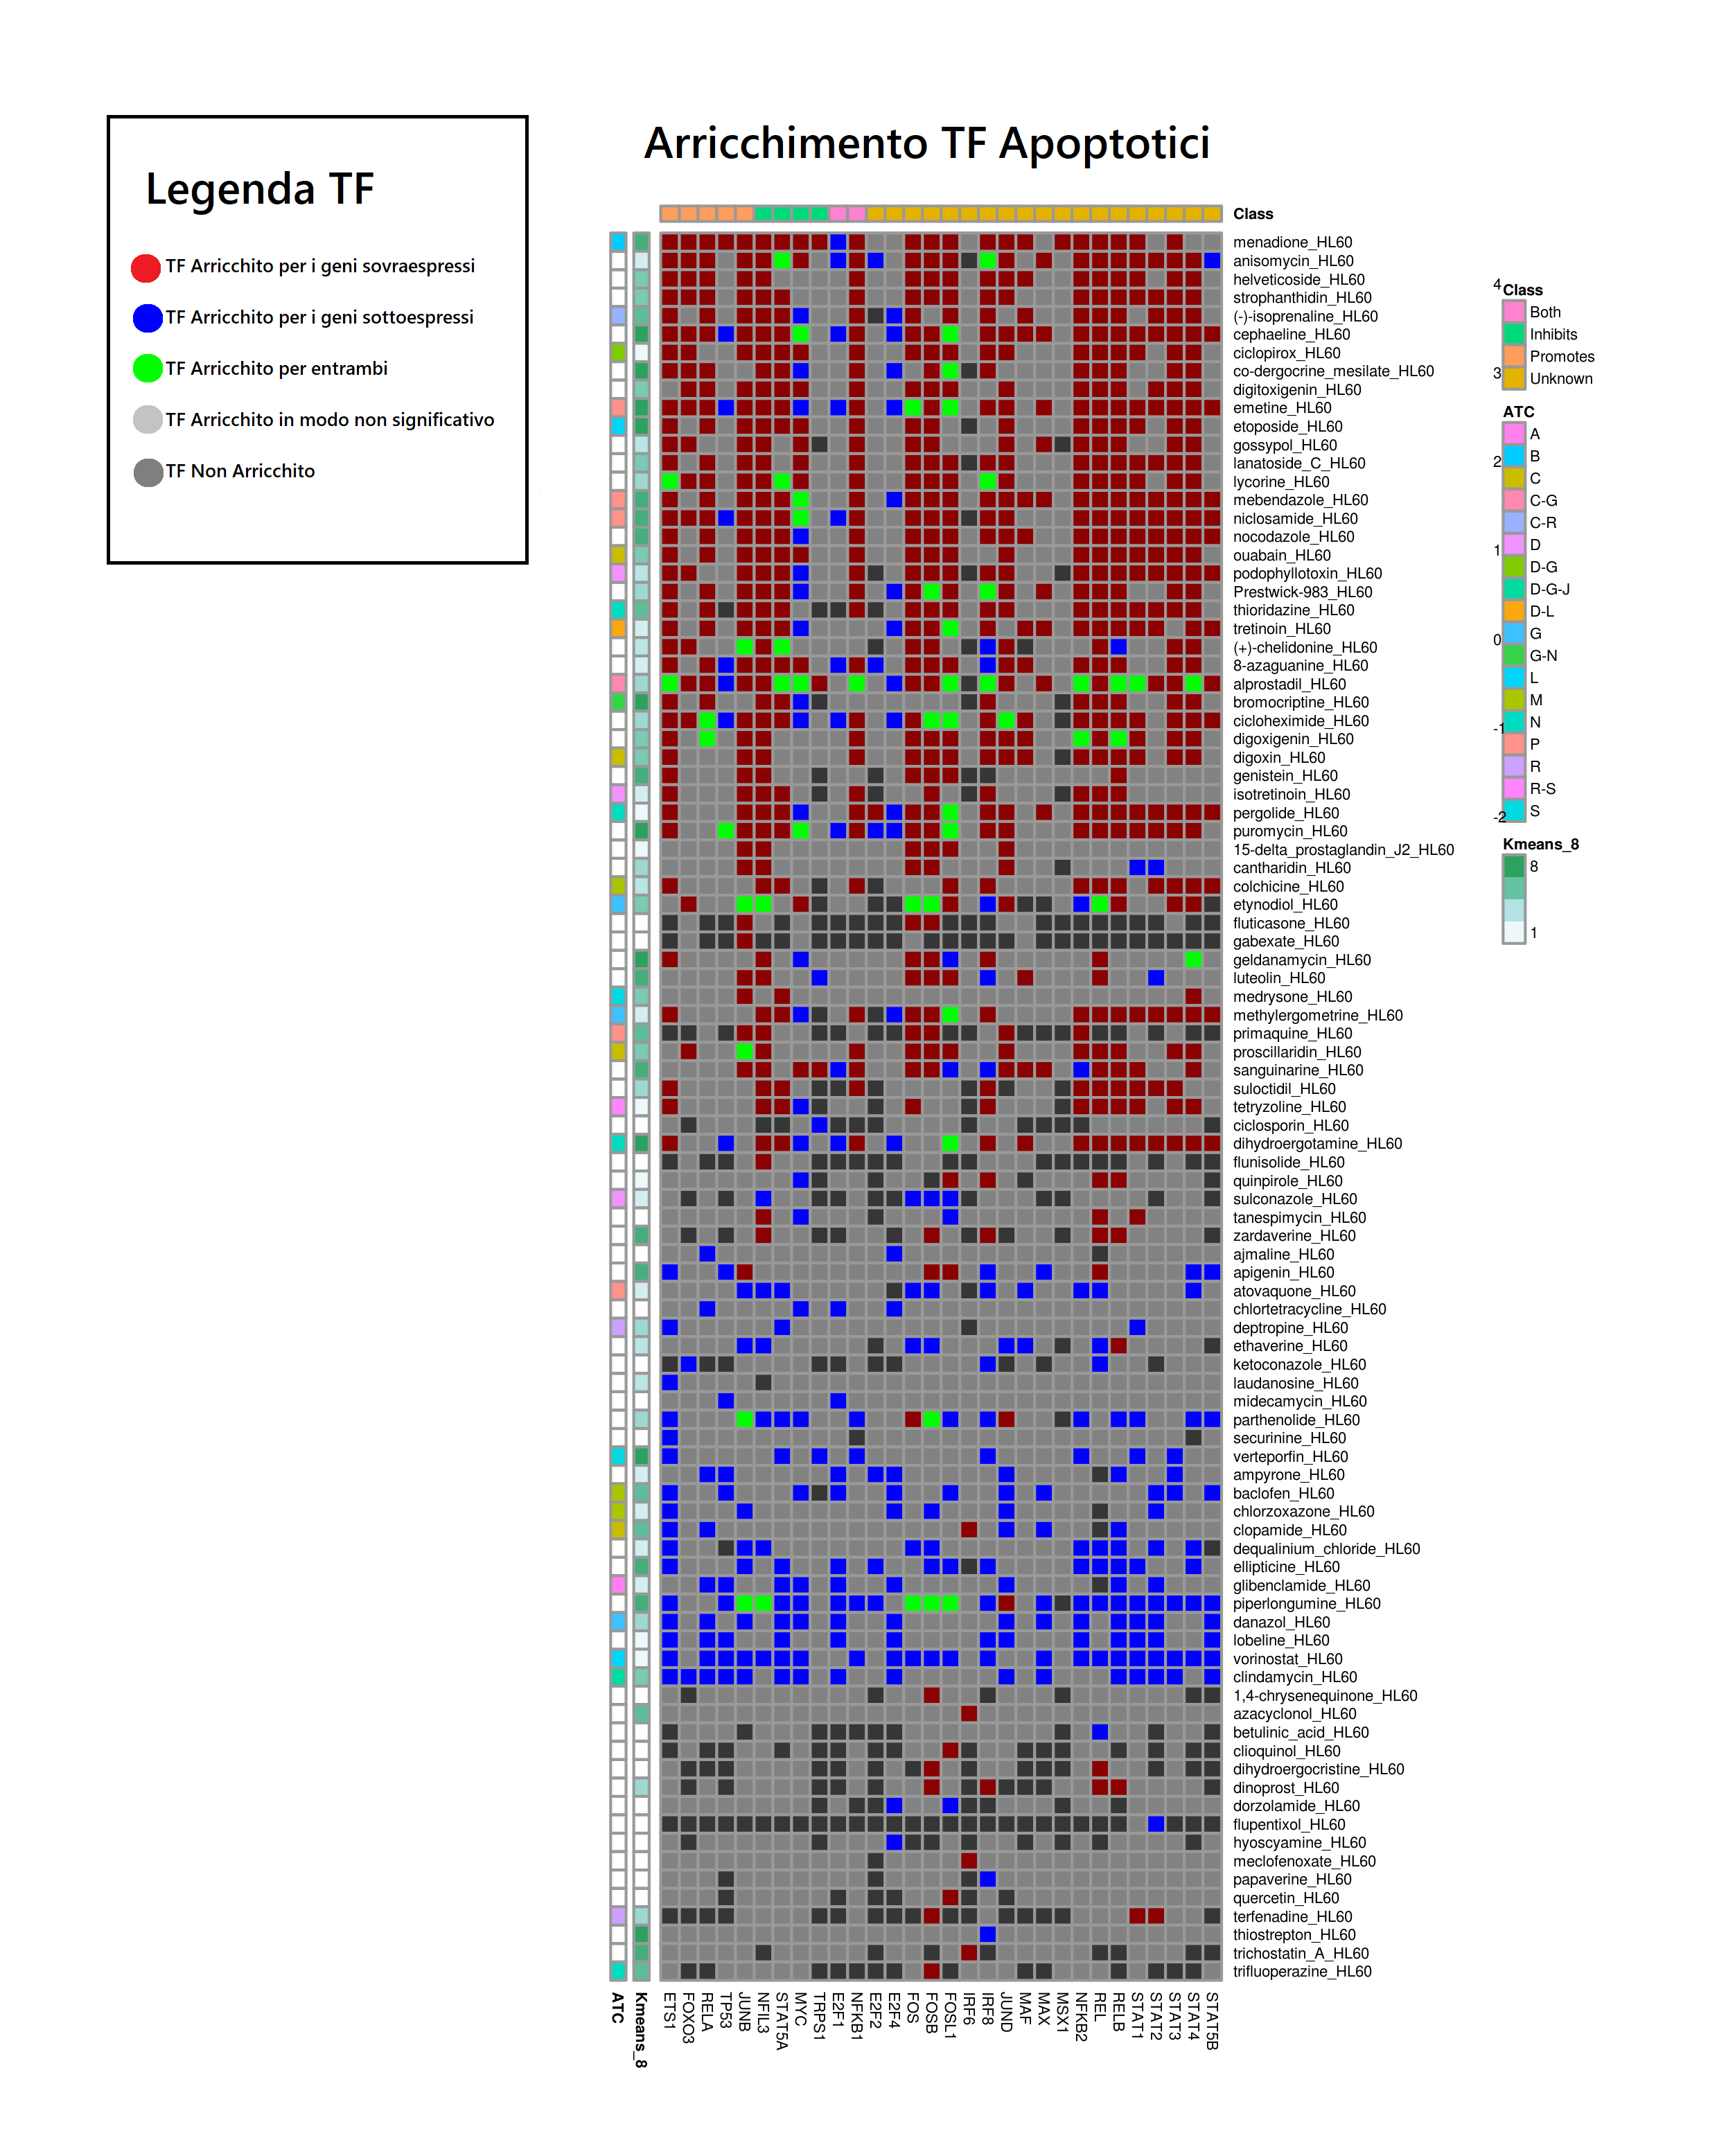 Arricchimento TF Apoptotici
Legenda TF
TF Arricchito per i geni sovraespressi
TF Arricchito per i geni sottoespressi
TF Arricchito per entrambi
TF Arricchito in modo non significativo
TF Non Arricchito
Class
menadione_HL60
anisomycin_HL60
helveticoside_HL60
strophanthidin_HL60
(-)-isoprenaline_HL60
cephaeline_HL60
ciclopirox_HL60
co-dergocrine_mesilate_HL60
digitoxigenin_HL60
emetine_HL60
etoposide_HL60
gossypol_HL60
lanatoside_C_HL60
lycorine_HL60
mebendazole_HL60
niclosamide_HL60
nocodazole_HL60
ouabain_HL60
podophyllotoxin_HL60
Prestwick-983_HL60
thioridazine_HL60
tretinoin_HL60
(+)-chelidonine_HL60
8-azaguanine_HL60
alprostadil_HL60
bromocriptine_HL60
cicloheximide_HL60
digoxigenin_HL60
digoxin_HL60
genistein_HL60
isotretinoin_HL60
pergolide_HL60
puromycin_HL60
15-delta_prostaglandin_J2_HL60
cantharidin_HL60
colchicine_HL60
etynodiol_HL60
fluticasone_HL60
gabexate_HL60
geldanamycin_HL60
luteolin_HL60
medrysone_HL60
methylergometrine_HL60
primaquine_HL60
proscillaridin_HL60
sanguinarine_HL60
suloctidil_HL60
tetryzoline_HL60
ciclosporin_HL60
dihydroergotamine_HL60
flunisolide_HL60
quinpirole_HL60
sulconazole_HL60
tanespimycin_HL60
zardaverine_HL60
ajmaline_HL60
apigenin_HL60
atovaquone_HL60
chlortetracycline_HL60
deptropine_HL60
ethaverine_HL60
ketoconazole_HL60
laudanosine_HL60
midecamycin_HL60
parthenolide_HL60
securinine_HL60
verteporfin_HL60
ampyrone_HL60
baclofen_HL60
chlorzoxazone_HL60
clopamide_HL60
dequalinium_chloride_HL60
ellipticine_HL60
glibenclamide_HL60
piperlongumine_HL60
danazol_HL60
lobeline_HL60
vorinostat_HL60
clindamycin_HL60
1,4-chrysenequinone_HL60
azacyclonol_HL60
betulinic_acid_HL60
clioquinol_HL60
dihydroergocristine_HL60
dinoprost_HL60
dorzolamide_HL60
flupentixol_HL60
hyoscyamine_HL60
meclofenoxate_HL60
papaverine_HL60
quercetin_HL60
terfenadine_HL60
thiostrepton_HL60
trichostatin_A_HL60
trifluoperazine_HL60
ATC
Kmeans_8
ETS1
FOXO3
RELA
TP53
JUNB
NFIL3
STAT5A
MYC
TRPS1
E2F1
NFKB1
E2F2
E2F4
FOS
FOSB
FOSL1
IRF6
IRF8
JUND
MAF
MAX
MSX1
NFKB2
REL
RELB
STAT1
STAT2
STAT3
STAT4
STAT5B
4
3
2
1
0
-1
-2
Class
Both
Inhibits
Promotes
Unknown
ATC
A
B
C
C-G
C-R
D
D-G
D-G-J
D-L
G
G-N
L
M
N
P
R
R-S
S
Kmeans_8
8
1